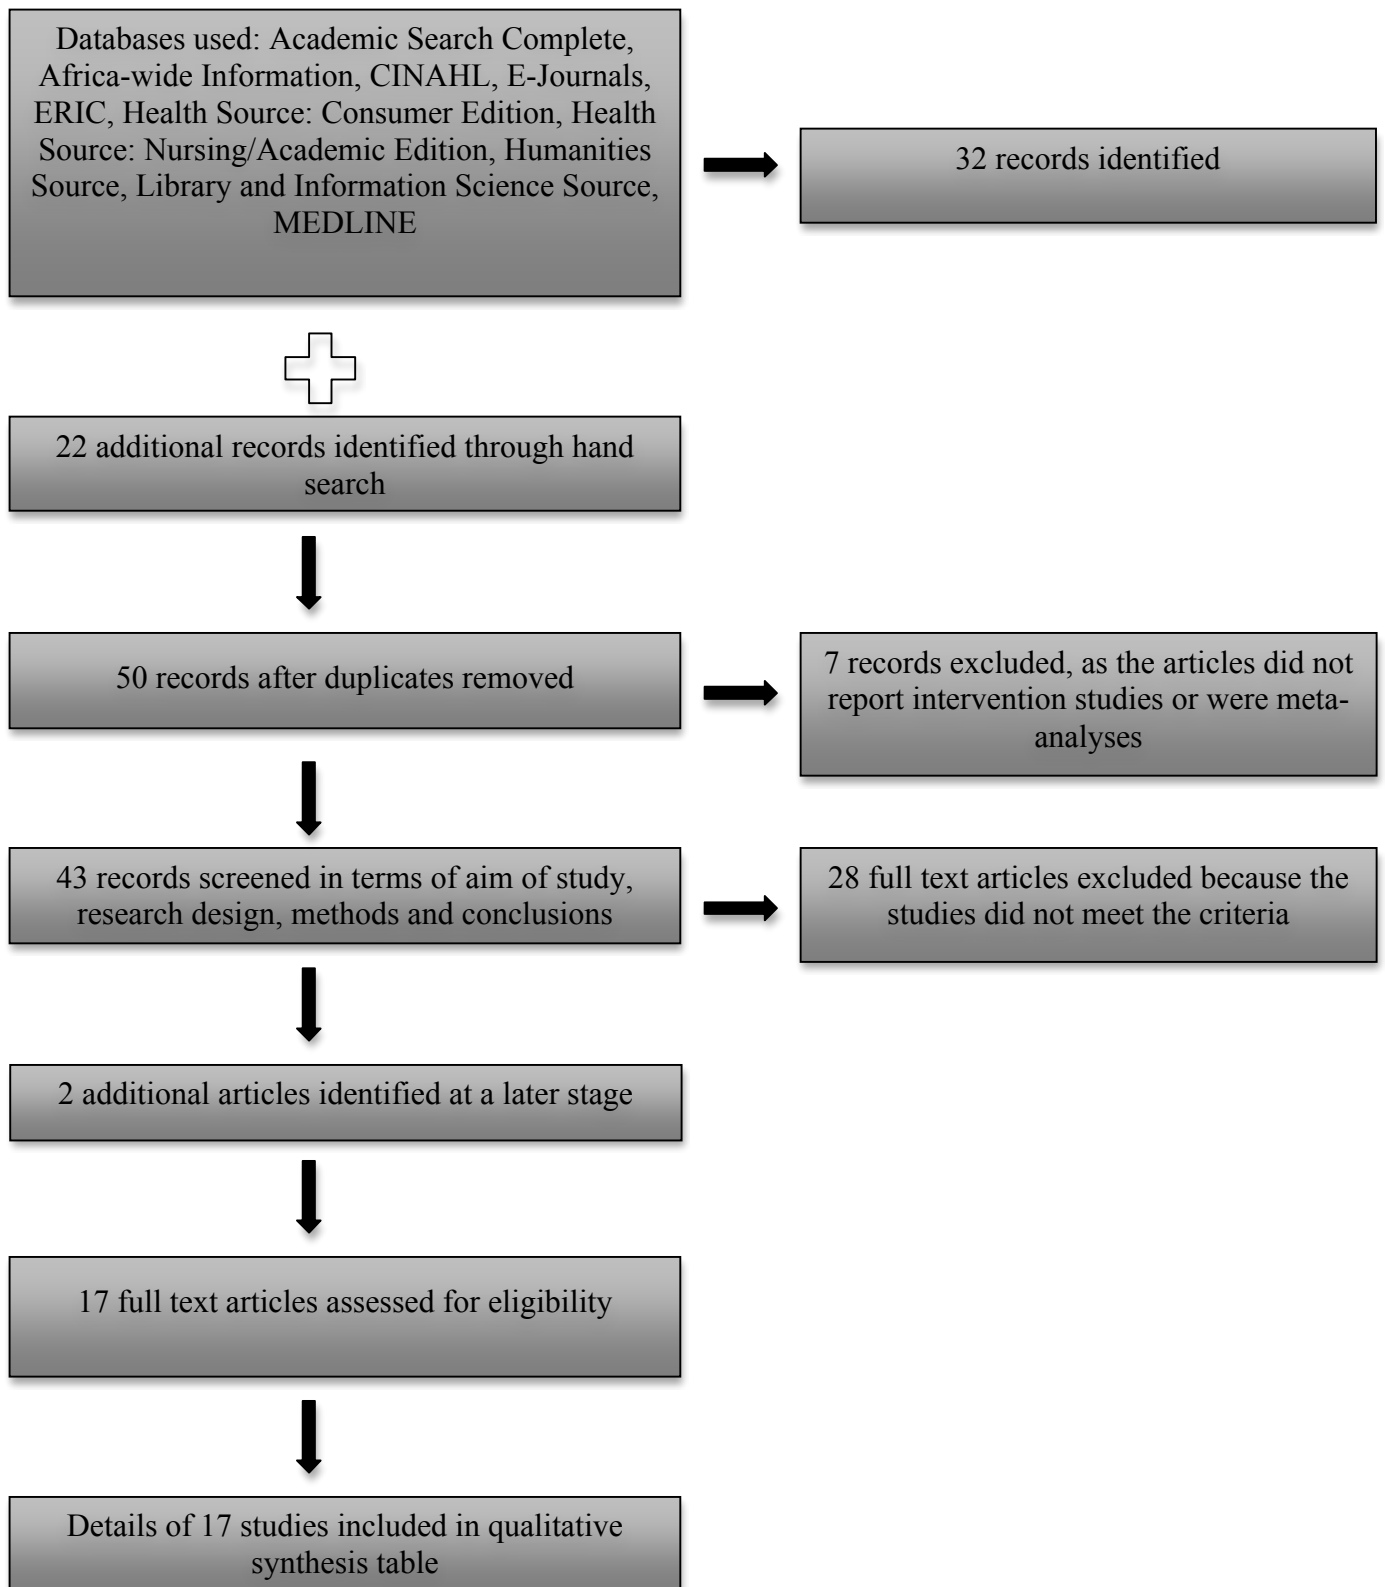 Databases used: Academic Search Complete,
Africa-wide Information, CINAHL, E-Journals,
ERIC, Health Source: Consumer Edition, Health
Source: Nursing/Academic Edition, Humanities
Source, Library and Information Science Source,
MEDLINE
32 records identified
22 additional records identified through hand
search
50 records after duplicates removed
7 records excluded, as the articles did not
report intervention studies or were meta-
analyses
43 records screened in terms of aim of study,
research design, methods and conclusions
28 full text articles excluded because the
studies did not meet the criteria
2 additional articles identified at a later stage
17 full text articles assessed for eligibility
Details of 17 studies included in qualitative
synthesis table